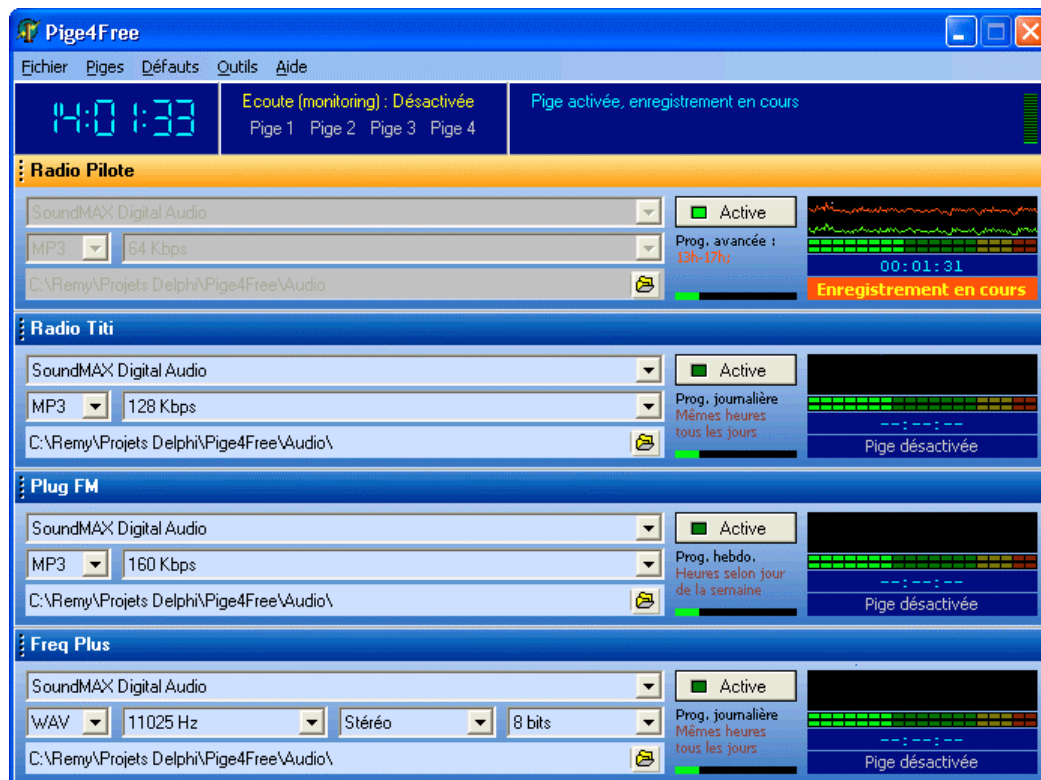 Pige4Free
Fichier Piges Défauts Outils Aide
14:01:33
Ecoute (monitoring) : Désactivée
Pige 1 Pige 2 Pige 3 Pige 4
Pige activée, enregistrement en cours
Radio Pilote
SoundMAX Digital Audio
Active
MP3 64 Kbps
Prog. avancée :
13h-17h;
00:01:31
C:\Remy\Projets Delphi\Pige4Free\Audio
Enregistrement en cours
Radio Titi
SoundMAX Digital Audio
Active
MP3 128 Kbps
Prog. journalière
Mêmes heures
tous les jours
--:--:--
C:\Remy\Projets Delphi\Pige4Free\Audio\
Pige désactivée
Plug FM
SoundMAX Digital Audio
Active
MP3 160 Kbps
Prog. hebdo.
Heures selon jour
de la semaine
--:--:--
C:\Remy\Projets Delphi\Pige4Free\Audio\
Pige désactivée
Freq Plus
SoundMAX Digital Audio
Active
WAV 11025 Hz Stéréo 8 bits
Prog. journalière
Mêmes heures
tous les jours
--:--:--
C:\Remy\Projets Delphi\Pige4Free\Audio\
Pige désactivée